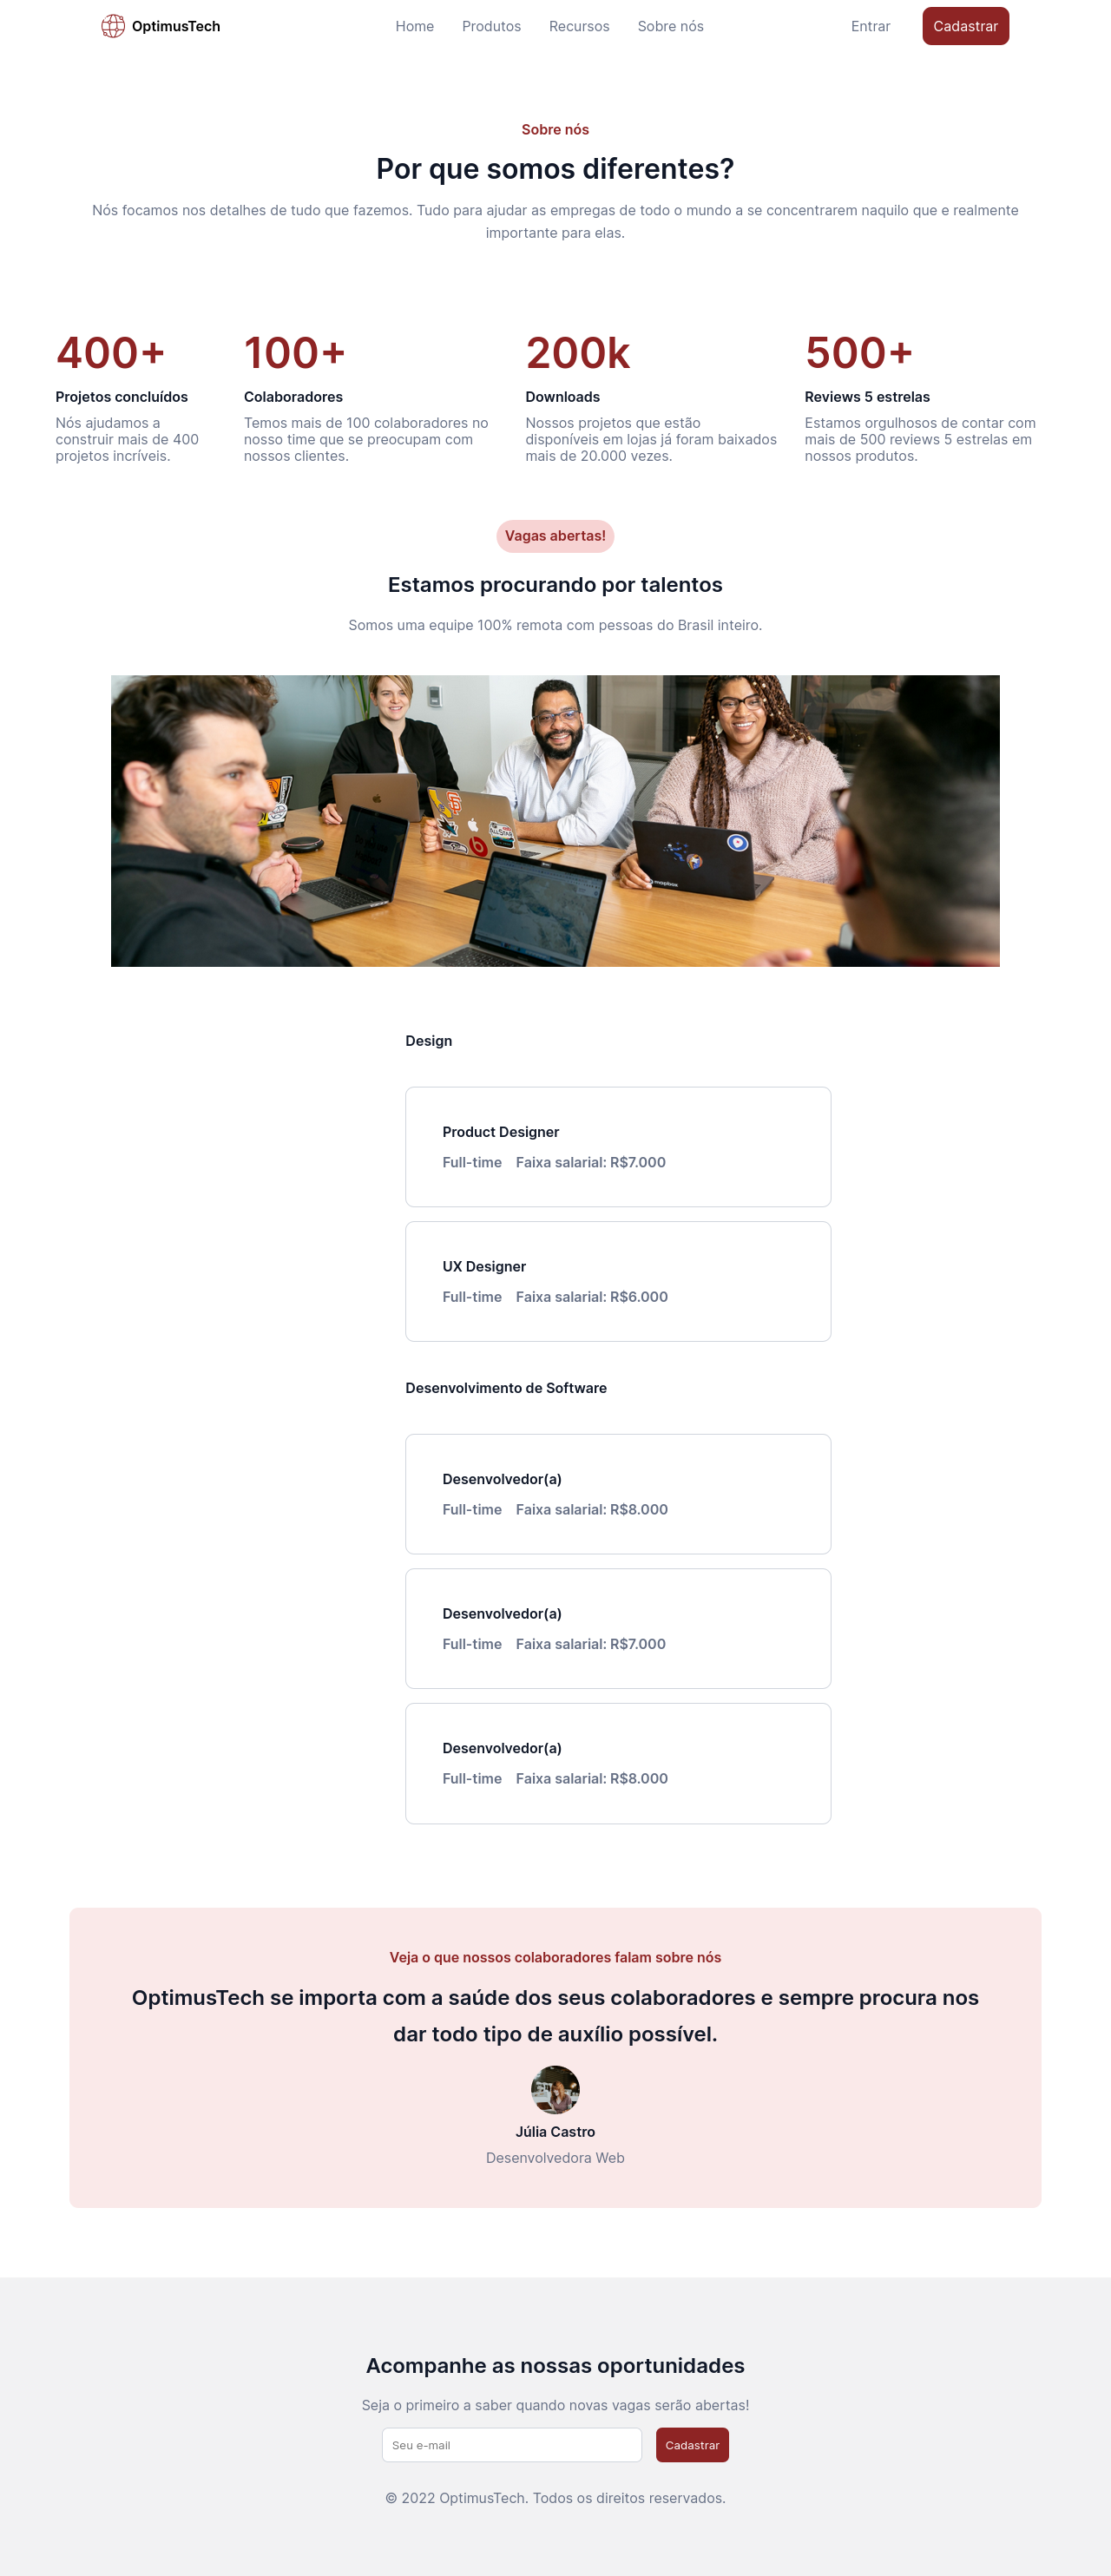 OptimusTech
Home Produtos Recursos Sobre nós
Entrar Cadastrar
Sobre nós
Por que somos diferentes?
Nós focamos nos detalhes de tudo que fazemos. Tudo para ajudar as empregas de todo o mundo a se concentrarem naquilo que e realmente
importante para elas.
400+
Projetos concluídos
Nós ajudamos a
construir mais de 400
projetos incríveis.
100+
Colaboradores
Temos mais de 100 colaboradores no
nosso time que se preocupam com
nossos clientes.
200k
Downloads
Nossos projetos que estão
disponíveis em lojas já foram baixados
mais de 20.000 vezes.
500+
Reviews 5 estrelas
Estamos orgulhosos de contar com
mais de 500 reviews 5 estrelas em
nossos produtos.
Vagas abertas!
Estamos procurando por talentos
Somos uma equipe 100% remota com pessoas do Brasil inteiro.
mapbox
Design
Product Designer
Full-time Faixa salarial: R$7.000
UX Designer
Full-time Faixa salarial: R$6.000
Desenvolvimento de Software
Desenvolvedor(a)
Full-time Faixa salarial: R$8.000
Desenvolvedor(a)
Full-time Faixa salarial: R$7.000
Desenvolvedor(a)
Full-time Faixa salarial: R$8.000
Veja o que nossos colaboradores falam sobre nós
OptimusTech se importa com a saúde dos seus colaboradores e sempre procura nos
dar todo tipo de auxílio possível.
Júlia Castro
Desenvolvedora Web
Acompanhe as nossas oportunidades
Seja o primeiro a saber quando novas vagas serão abertas!
Seu e-mail Cadastrar
© 2022 OptimusTech. Todos os direitos reservados.